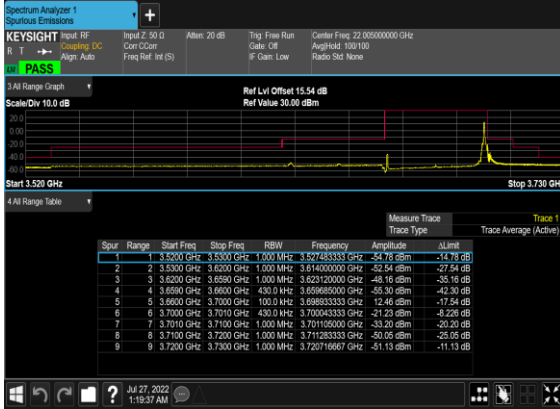 Spectrum Analyzer 1
Spurious Emissions
KEYSIGHT Input: RF Input Z: 50 Ω Atten: 20 dB Trig: Free Run Center Freq: 22.005000000 GHz
R T Coupling: DC Corr CCorr Gate: Off Avg|Hold: 100/100
Align: Auto Freq Ref: Int (S) IF Gain: Low Radio Std: None
PASS
3 All Range Graph
Ref Lvl Offset 15.54 dB
Scale/Div 10.0 dB Ref Value 30.00 dBm
20.0
0.00
-20.0
-40.0
-60.0
Start 3.520 GHz Stop 3.730 GH
4 All Range Table
Measure Trace Trace 1
Trace Type Trace Average (Active)
Spur Range Start Freq Stop Freq RBW Frequency Amplitude ΔLimit
1 1 3.5200 GHz 3.5300 GHz 1.000 MHz 3.527483333 GHz -54.78 dBm -14.78 dB
2 2 3.5300 GHz 3.6200 GHz 1.000 MHz 3.614000000 GHz -52.54 dBm -27.54 dB
3 3 3.6200 GHz 3.6590 GHz 1.000 MHz 3.623120000 GHz -48.16 dBm -35.16 dB
4 4 3.6590 GHz 3.6600 GHz 430.0 kHz 3.659685000 GHz -55.30 dBm -42.30 dB
5 5 3.6600 GHz 3.7000 GHz 100.0 kHz 3.698933333 GHz 12.46 dBm -17.54 dB
6 6 3.7000 GHz 3.7010 GHz 430.0 kHz 3.700043333 GHz -21.23 dBm -8.226 dB
7 7 3.7010 GHz 3.7100 GHz 1.000 MHz 3.701105000 GHz -33.20 dBm -20.20 dB
8 8 3.7100 GHz 3.7200 GHz 1.000 MHz 3.711283333 GHz -50.05 dBm -25.05 dB
9 9 3.7200 GHz 3.7300 GHz 1.000 MHz 3.720716667 GHz -51.13 dBm -11.13 dB
Jul 27, 2022
1:19:37 AM